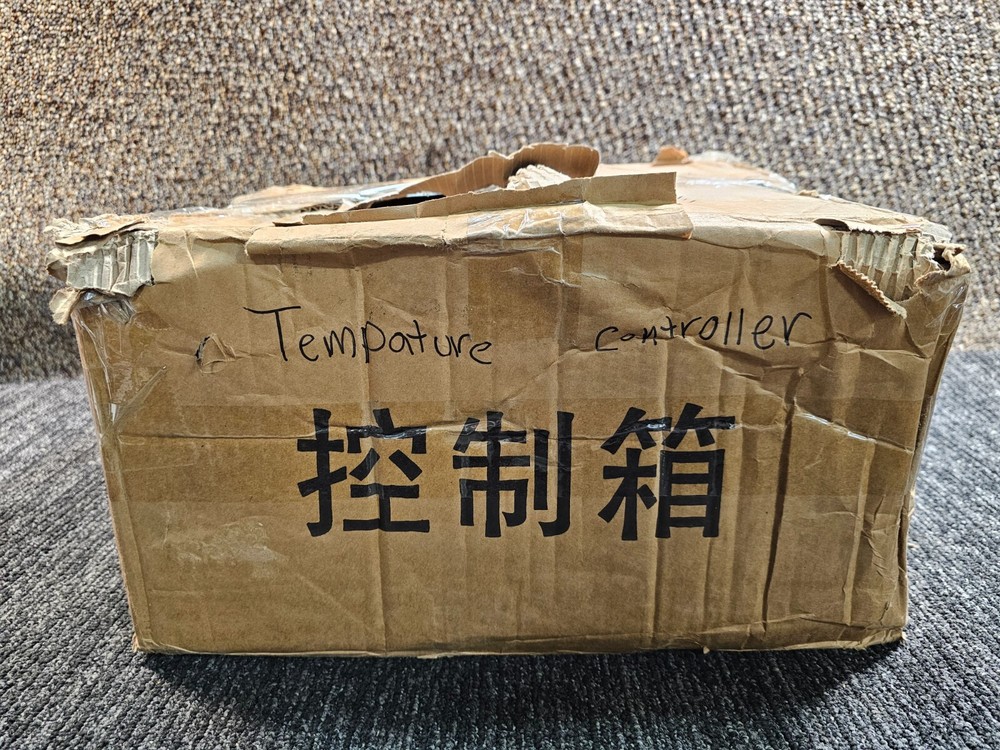 Tempature controller
控制箱